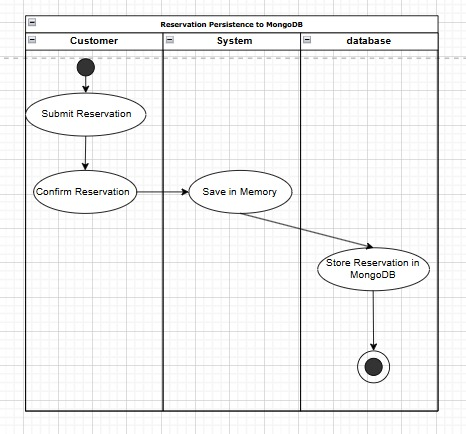 Reservation Persistence to MongoDB
Customer
System
database
Submit Reservation
Confirm Reservation
Save in Memory
Store Reservation in
MongoDB